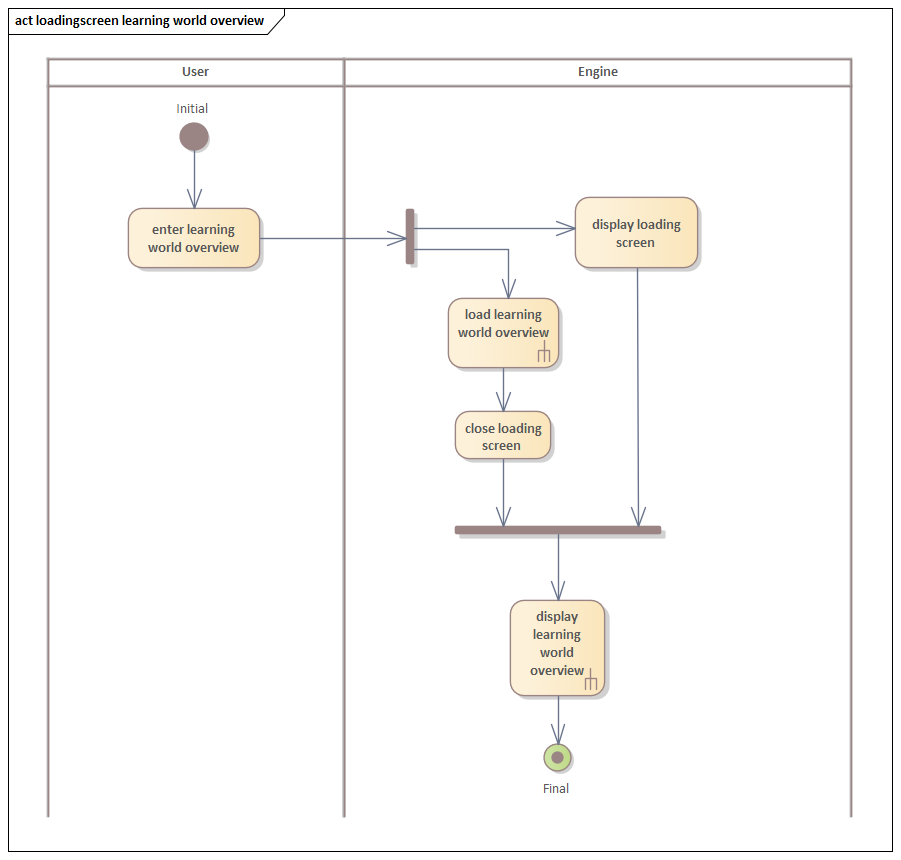 act loadingscreen learning world overview
User
Engine
Initial
enter learning
world overview
display loading
screen
load learning
world overview
close loading
screen
display
learning
world
overview
Final